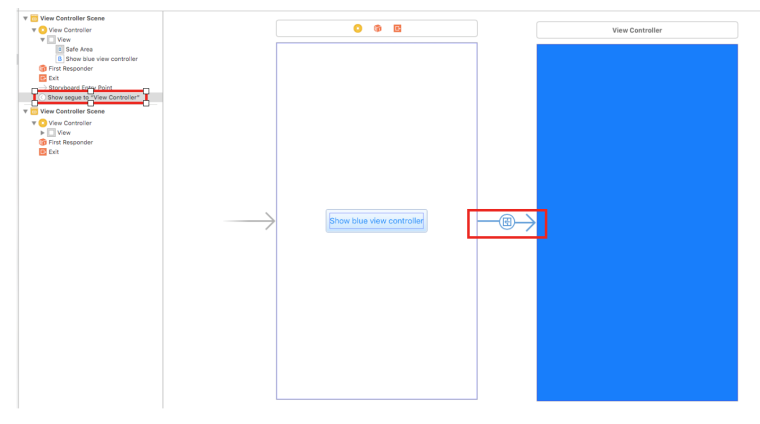 View Controller Scene
View Controller
View
Safe Area
B Show blue view controller
First Responder
Exit
Storyboard Entry Point
Show segue to "View Controller"
View Controller Scene
View Controller
View
First Responder
Exit
Show blue view controller
View Controller